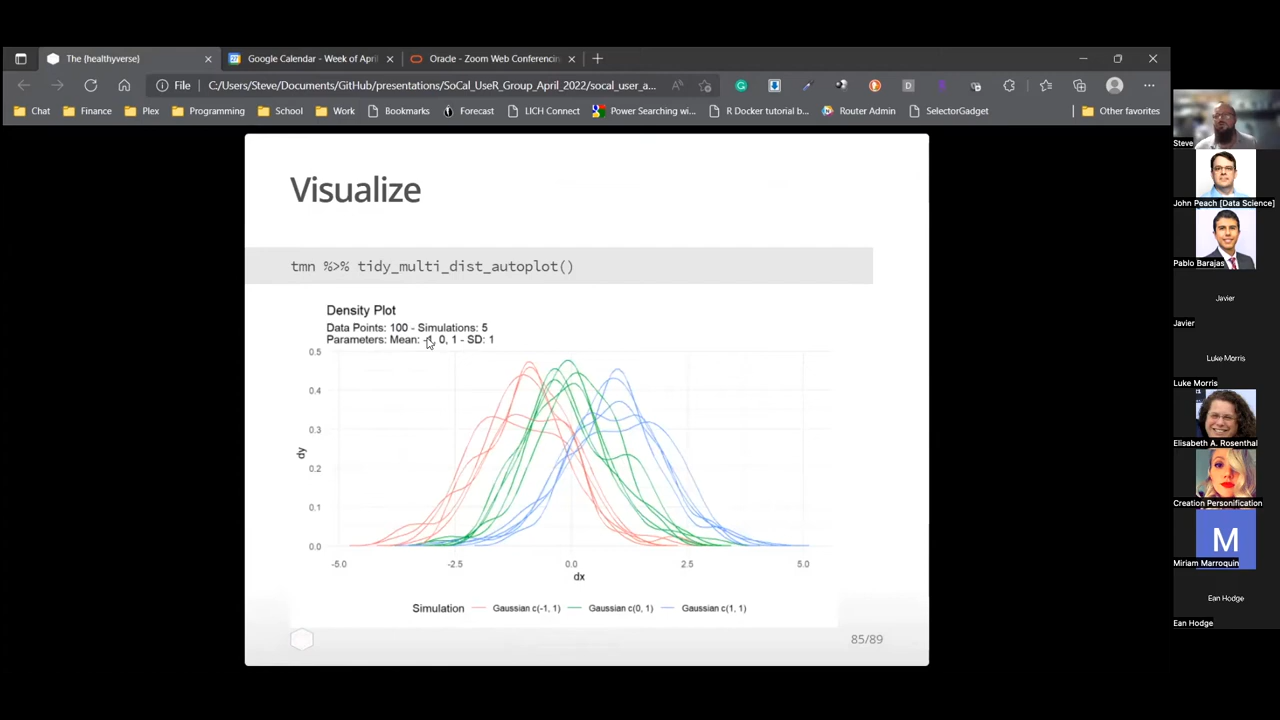 The {healthyverse}
Google Calendar - Week of April
Oracle - Zoom Web Conferencin
File
C:/Users/Steve/Documents/GitHub/presentations/SoCal_UseR_Group_April_2022/socal_user_a...
Chat
Finance
Plex
Programming
School
Work
Bookmarks
Forecast
LICH Connect
Power Searching wi...
R Docker tutorial b...
Router Admin
SelectorGadget
Other favorites
Visualize
tmn %>% tidy_multi_dist_autoplot()
Density Plot
Data Points: 100 - Simulations: 5
Parameters: Mean: -1, 0, 1 - SD: 1
0.5
0.4
0.3
0.2
0.1
0.0
dy
-5.0
-2.5
0.0
2.5
5.0
dx
Simulation
Gaussian c(-1, 1)
Gaussian c(0, 1)
Gaussian c(1, 1)
85/89
Steve
John Peach [Data Science]
Pablo Barajas
Javier
Javier
Luke Morris
Luke Morris
Elisabeth A. Rosenthal
Creation Personification
M
Miriam Marroquin
Ean Hodge
Ean Hodge